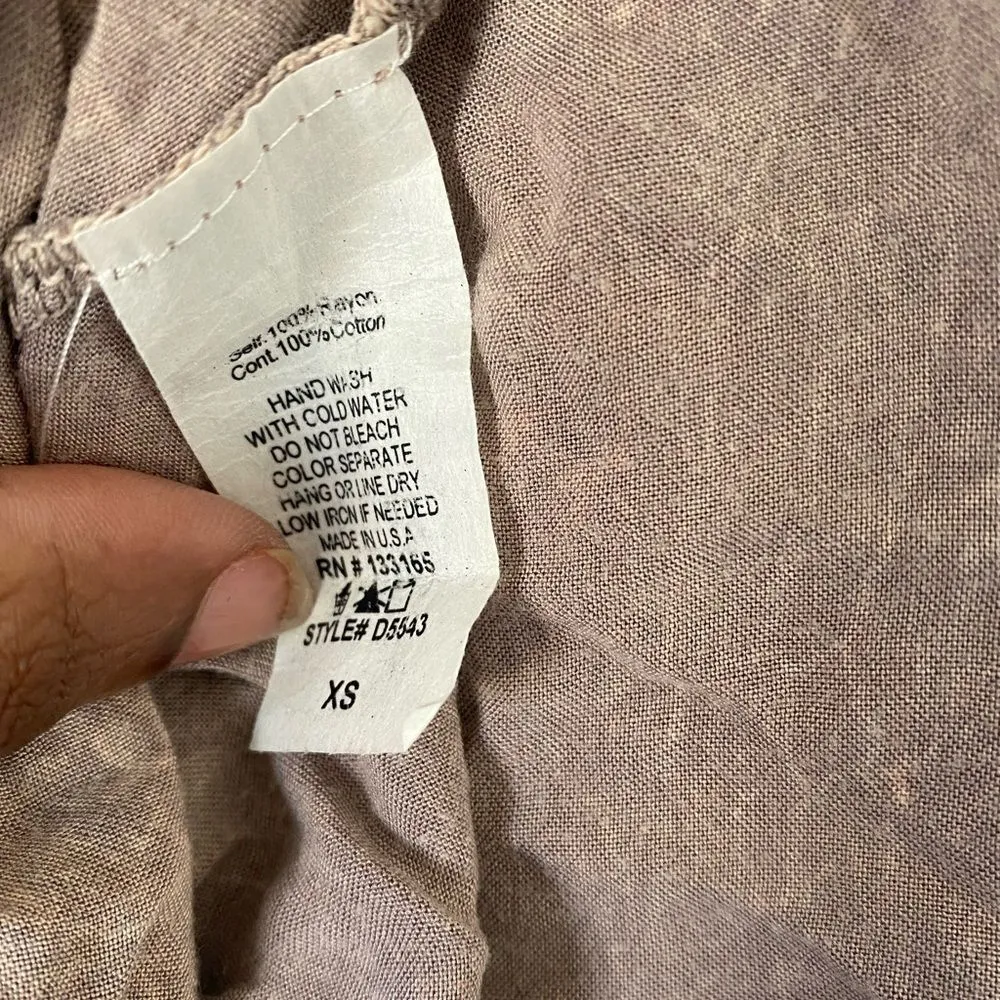 Self. 100% Rayon
Cont. 100% Cotton
HAND WASH
WITH COLD WATER
DO NOT BLEACH
COLOR SEPARATE
HANG OR LINE DRY
LOW IRON IF NEEDED
MADE IN U.S.A
RN # 133165
STYLE# D5543
XS